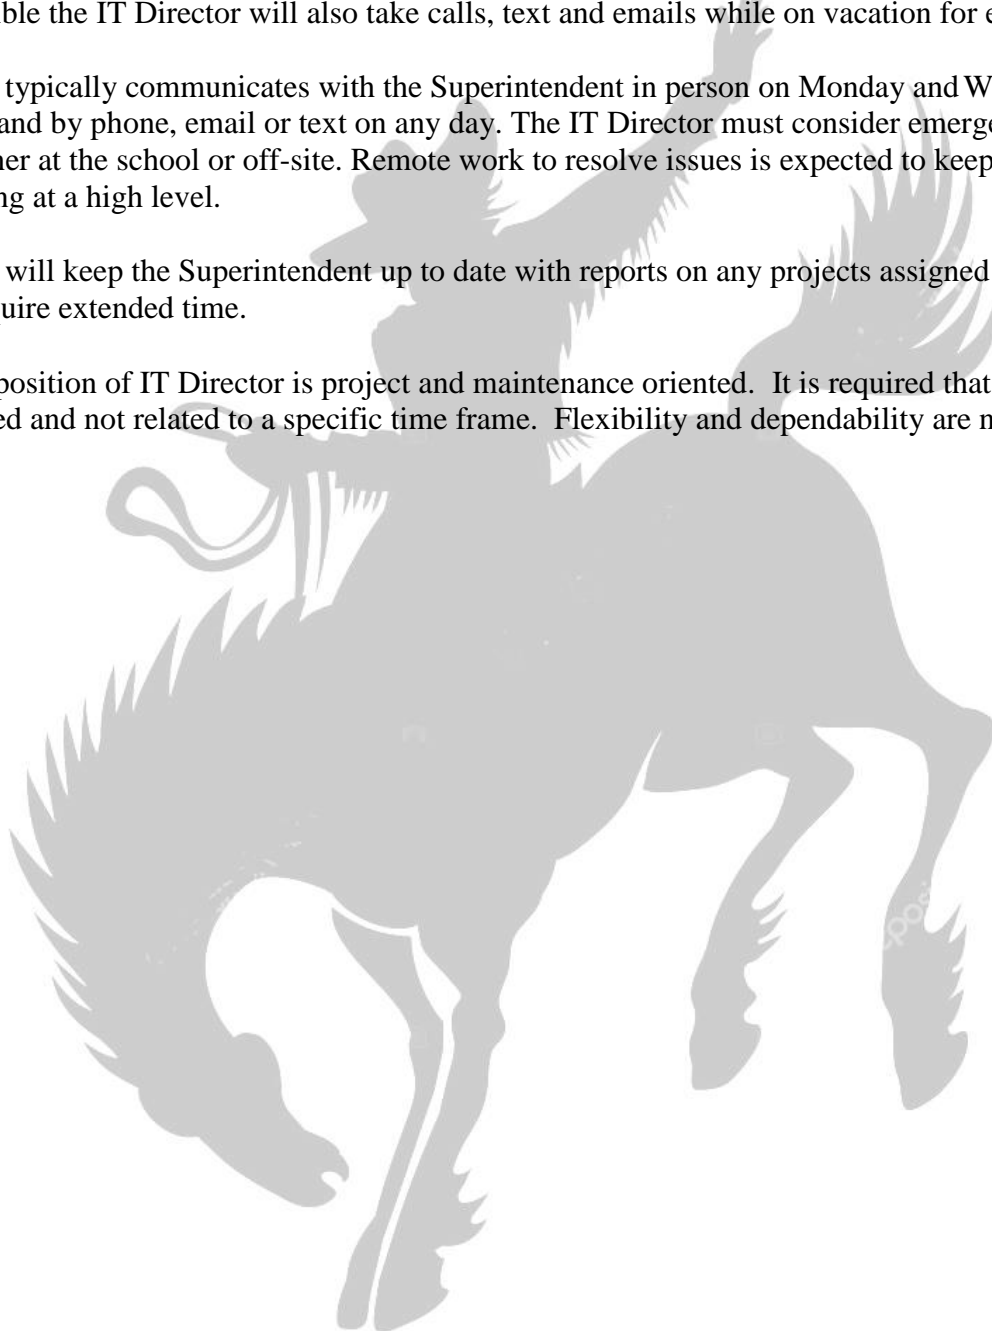 ble the IT Director will also take calls, text and emails while on vacation for e
typically communicates with the Superintendent in person on Monday and W
and by phone, email or text on any day. The IT Director must consider emerge
her at the school or off-site. Remote work to resolve issues is expected to keep
ng at a high level.
will keep the Superintendent up to date with reports on any projects assigned
quire extended time.
position of IT Director is project and maintenance oriented.  It is required that
ed and not related to a specific time frame.  Flexibility and dependability are n